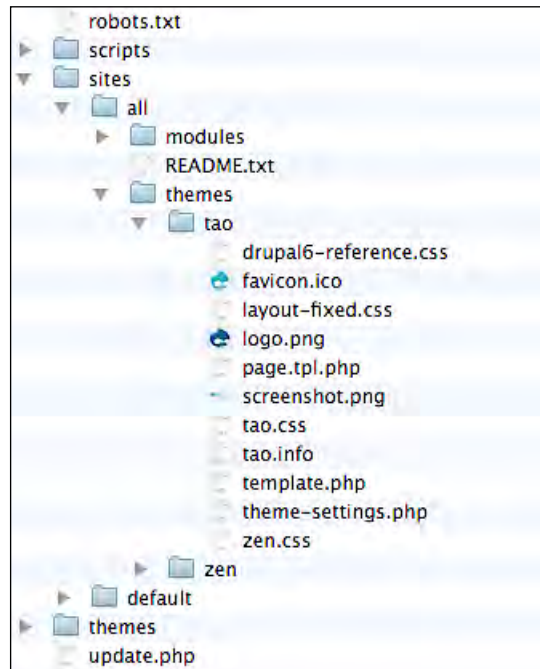 robots.txt
scripts
sites
all
modules
README.txt
themes
tao
drupal6-reference.css
favicon.ico
layout-fixed.css
logo.png
page.tpl.php
screenshot.png
tao.css
tao.info
template.php
theme-settings.php
zen.css
zen
default
themes
update.php